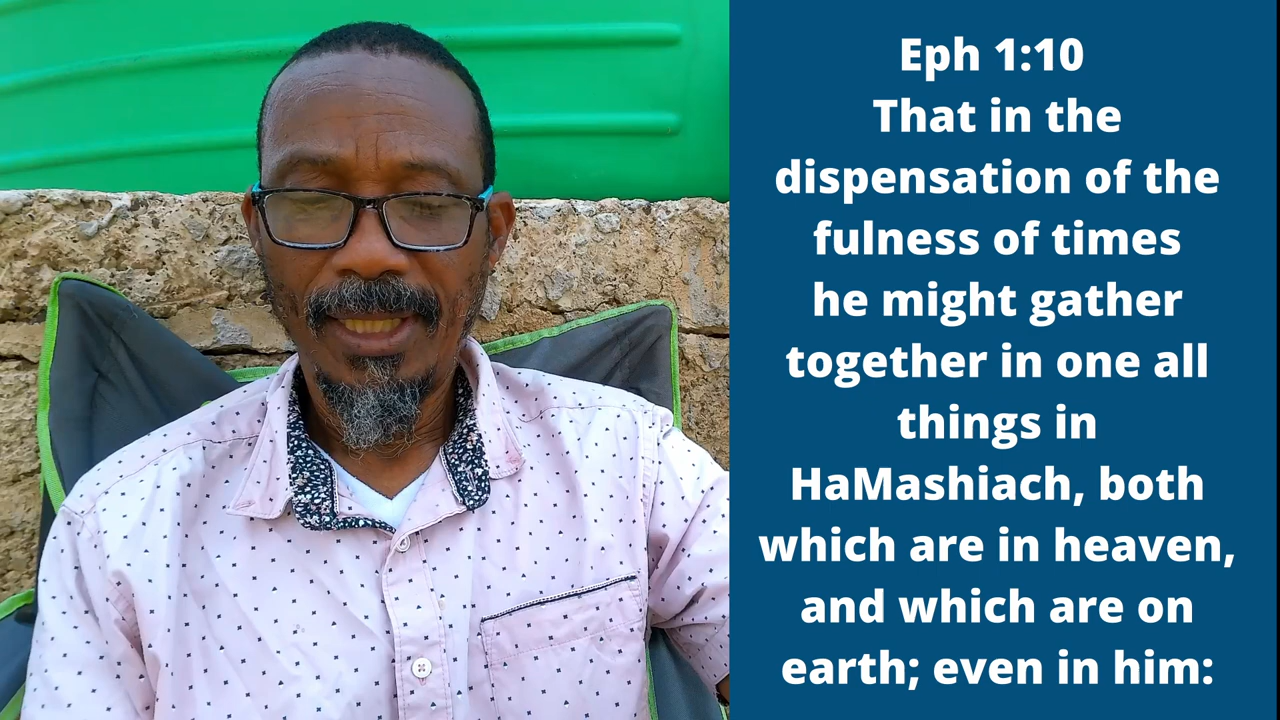 Eph 1:10
That in the
dispensation of the
fulness of times
he might gather
together in one all
things in
HaMashiach, both
which are in heaven,
and which are on
earth; even in him: